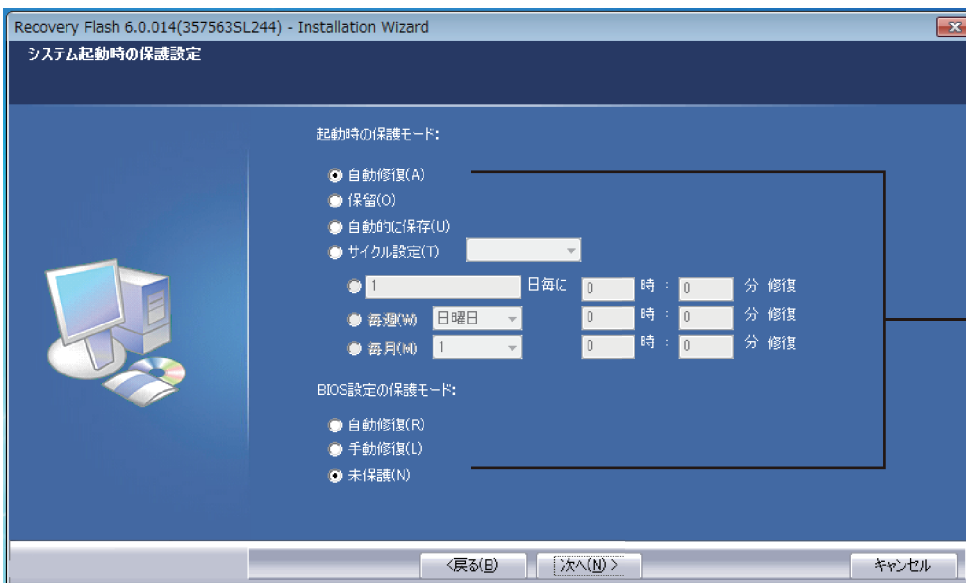 Recovery Flash 6.0.014(357563SL244) - Installation Wizard
システム起動時の保護設定
起動時の保護モード:
自動修復(A)
保留(O)
自動的に保存(U)
サイクル設定(T)
1 日毎に 0 時 : 0 分 修復
毎週(W) 日曜日 0 時 : 0 分 修復
毎月(M) 1 0 時 : 0 分 修復
BIOS設定の保護モード:
自動修復(R)
手動修復(L)
未保護(N)
<戻る(B) 次へ(N) > キャンセル